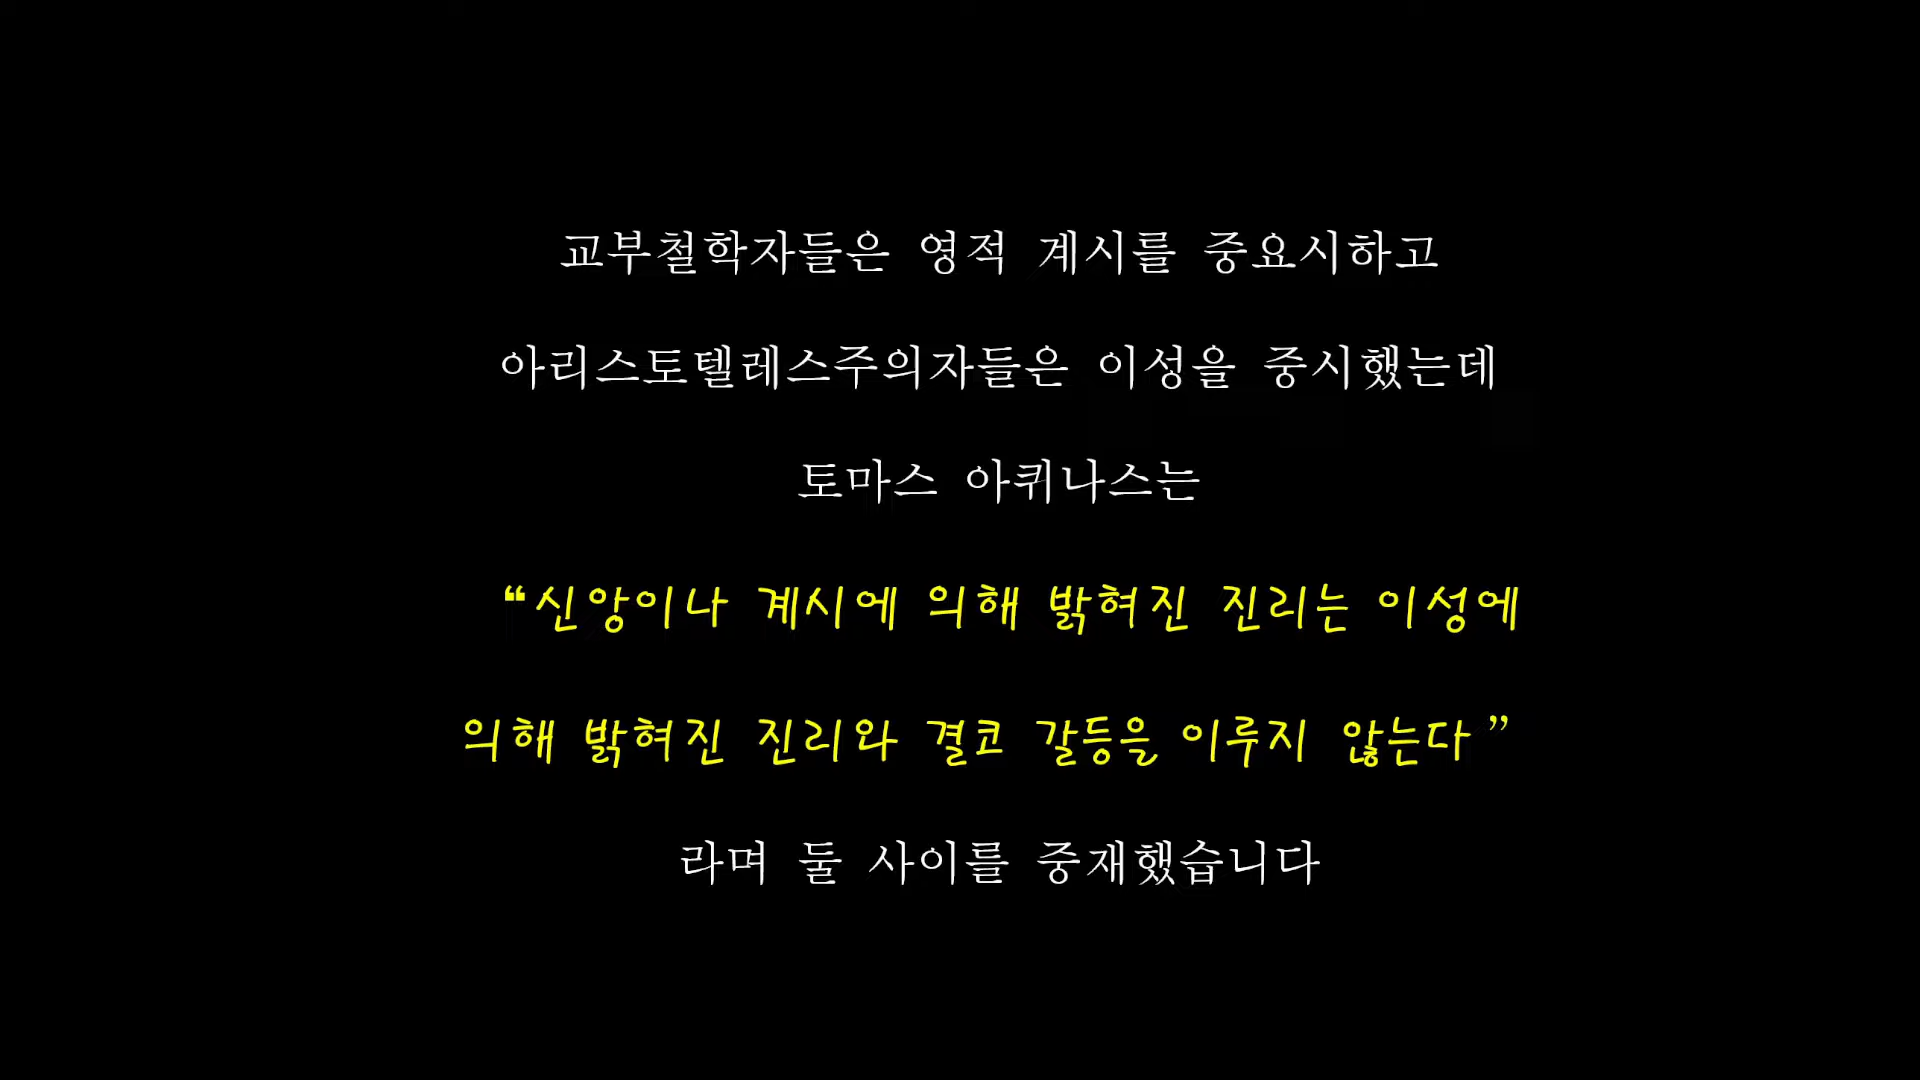 교부철학자들은 영적 계시를 중요시하고
아리스토텔레스주의자들은 이성을 중시했는데
토마스 아퀴나스는
“신앙이나 계시에 의해 밝혀진 진리는 이성에
의해 밝혀진 진리와 결코 갈등을 이루지 않는다”
라며 둘 사이를 중재했습니다